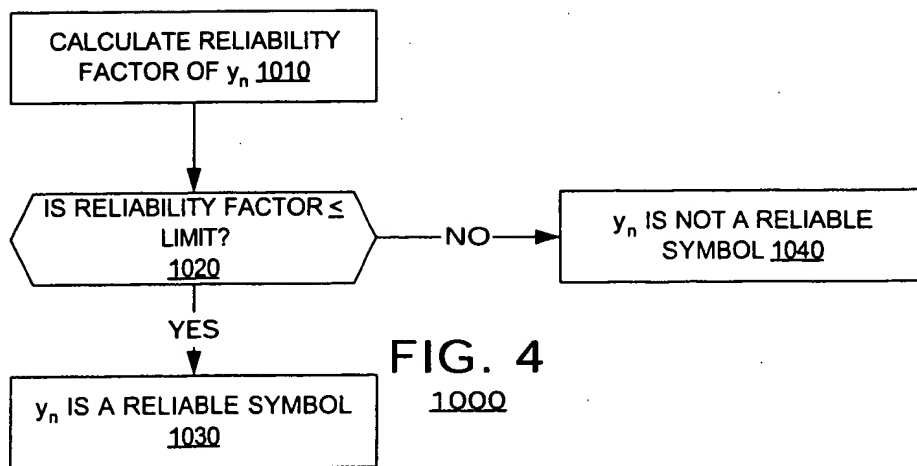 CALCULATE RELIABILITY
FACTOR OF yn 1010
IS RELIABILITY FACTOR ≤
LIMIT?
1020
NO
yn IS NOT A RELIABLE
SYMBOL 1040
YES
yn IS A RELIABLE SYMBOL
1030
FIG. 4
1000